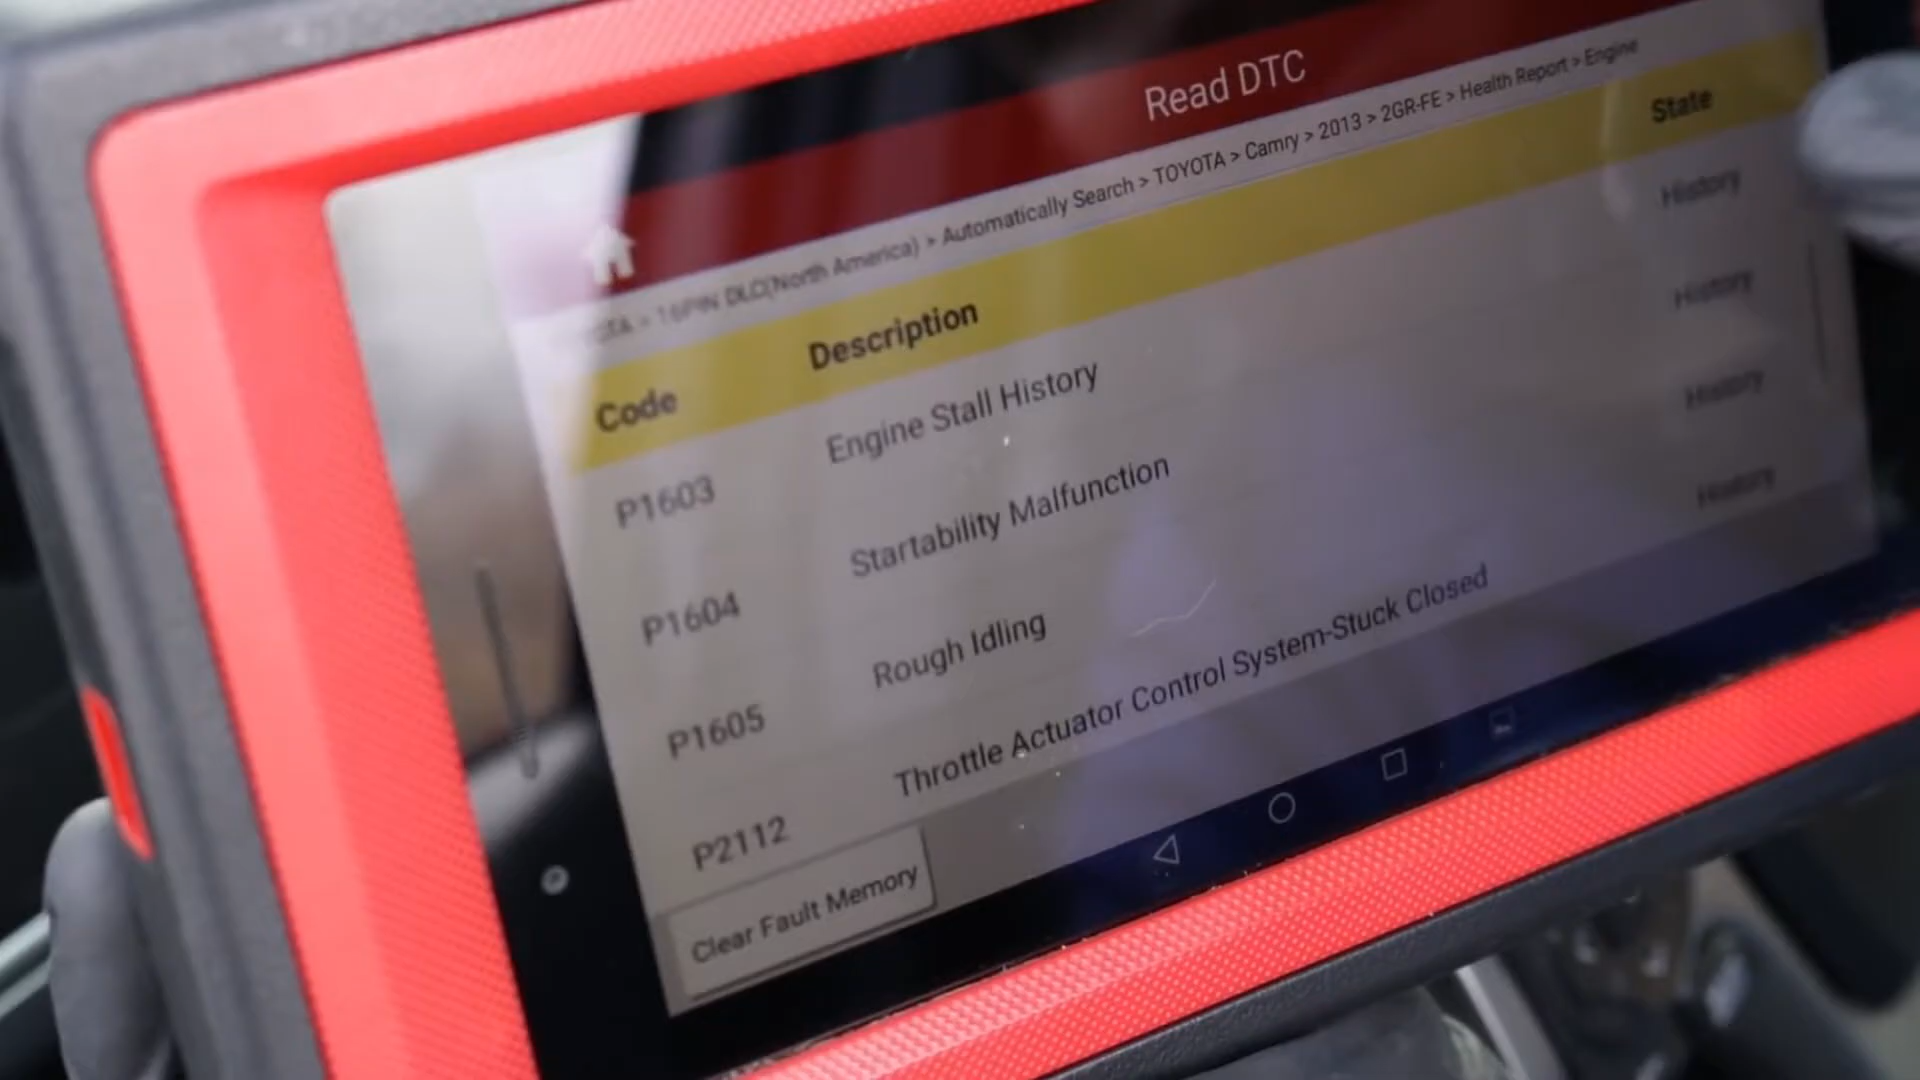 Read DTC
16PIN DLC(North America) > Automatically Search > TOYOTA > Camry > 2013 > 2GR-FE > Health Report > Engine
Code Description State
P1603 Engine Stall History History
P1604 Startability Malfunction History
P1605 Rough Idling History
P2112 Throttle Actuator Control System-Stuck Closed History
Clear Fault Memory